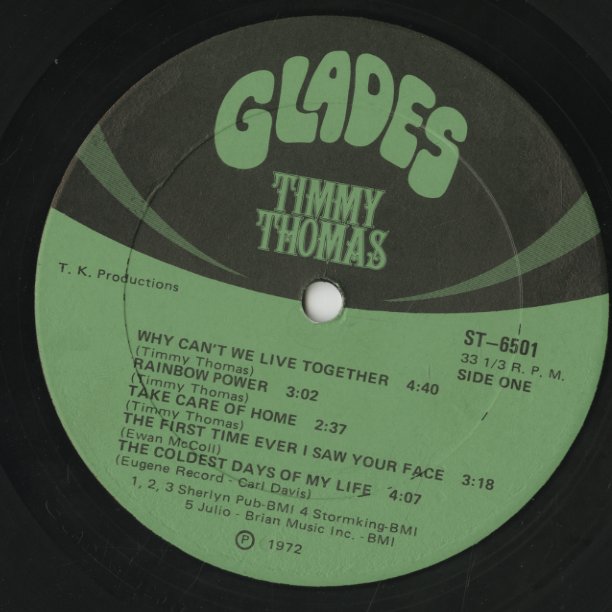 GLADES
TIMMY
THOMAS
T. K. Productions
ST-6501
33 1/3 R. P. M.
SIDE ONE
WHY CAN'T WE LIVE TOGETHER 4:40
(Timmy Thomas)
RAINBOW POWER 3:02
(Timmy Thomas)
TAKE CARE OF HOME 2:37
(Timmy Thomas)
THE FIRST TIME EVER I SAW YOUR FACE 3:18
(Ewan McColl)
THE COLDEST DAYS OF MY LIFE 4:07
(Eugene Record - Carl Davis)
1, 2, 3 Sherlyn Pub-BMI 4 Stormking-BMI
5 Julio - Brian Music Inc. -BMI
Ⓟ 1972